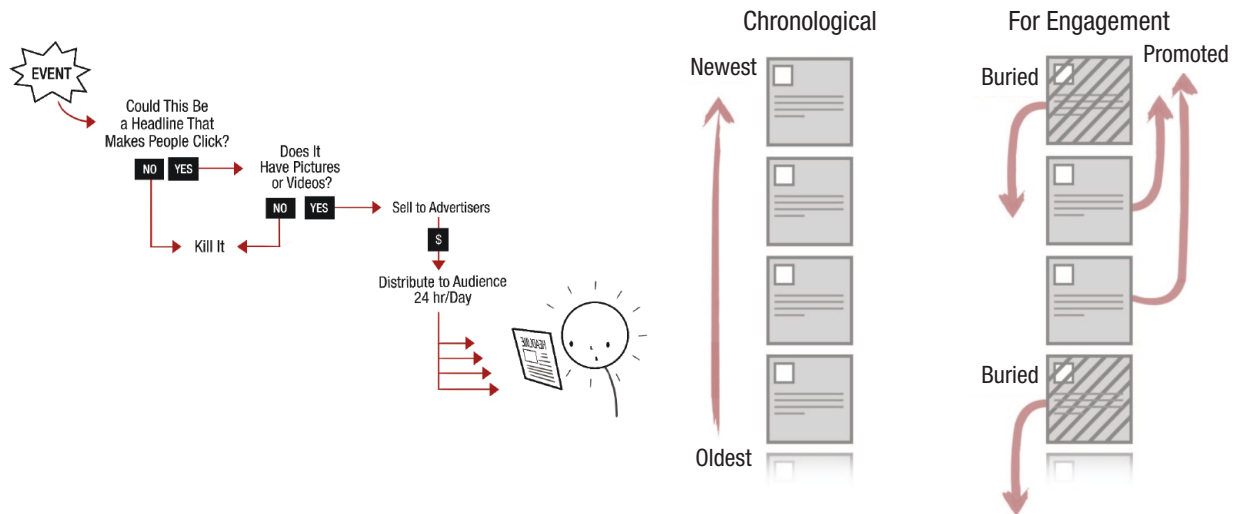 EVENT
Could This Be
a Headline That
Makes People Click?
NO YES
Does It
Have Pictures
or Videos?
NO YES
Kill It
Sell to Advertisers
$
Distribute to Audience
24 hr/Day
HEADLINE
Chronological
Newest
Oldest
For Engagement
Buried
Promoted
Buried